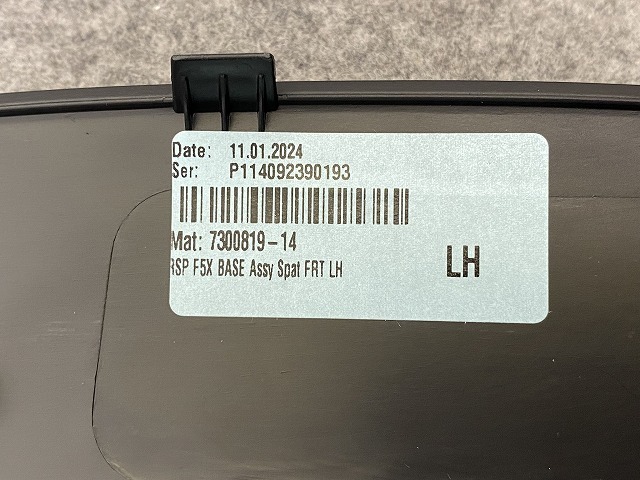 Date: 11.01.2024
Ser: P114092390193
Mat: 7300819-14
RSP F5X BASE Assy Spat FRT LH
LH